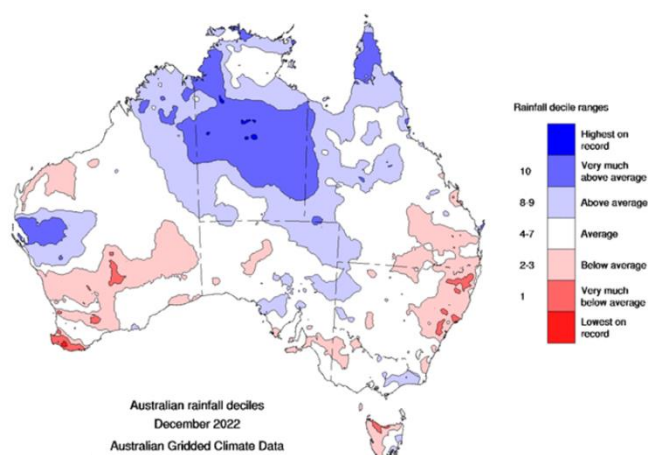 Rainfall decile ranges
Highest on
record
10
Very much
above average
8-9
Above average
4-7
Average
2-3
Below average
1
Very much
below average
Lowest on
record
Australian rainfall deciles
December 2022
Australian Gridded Climate Data